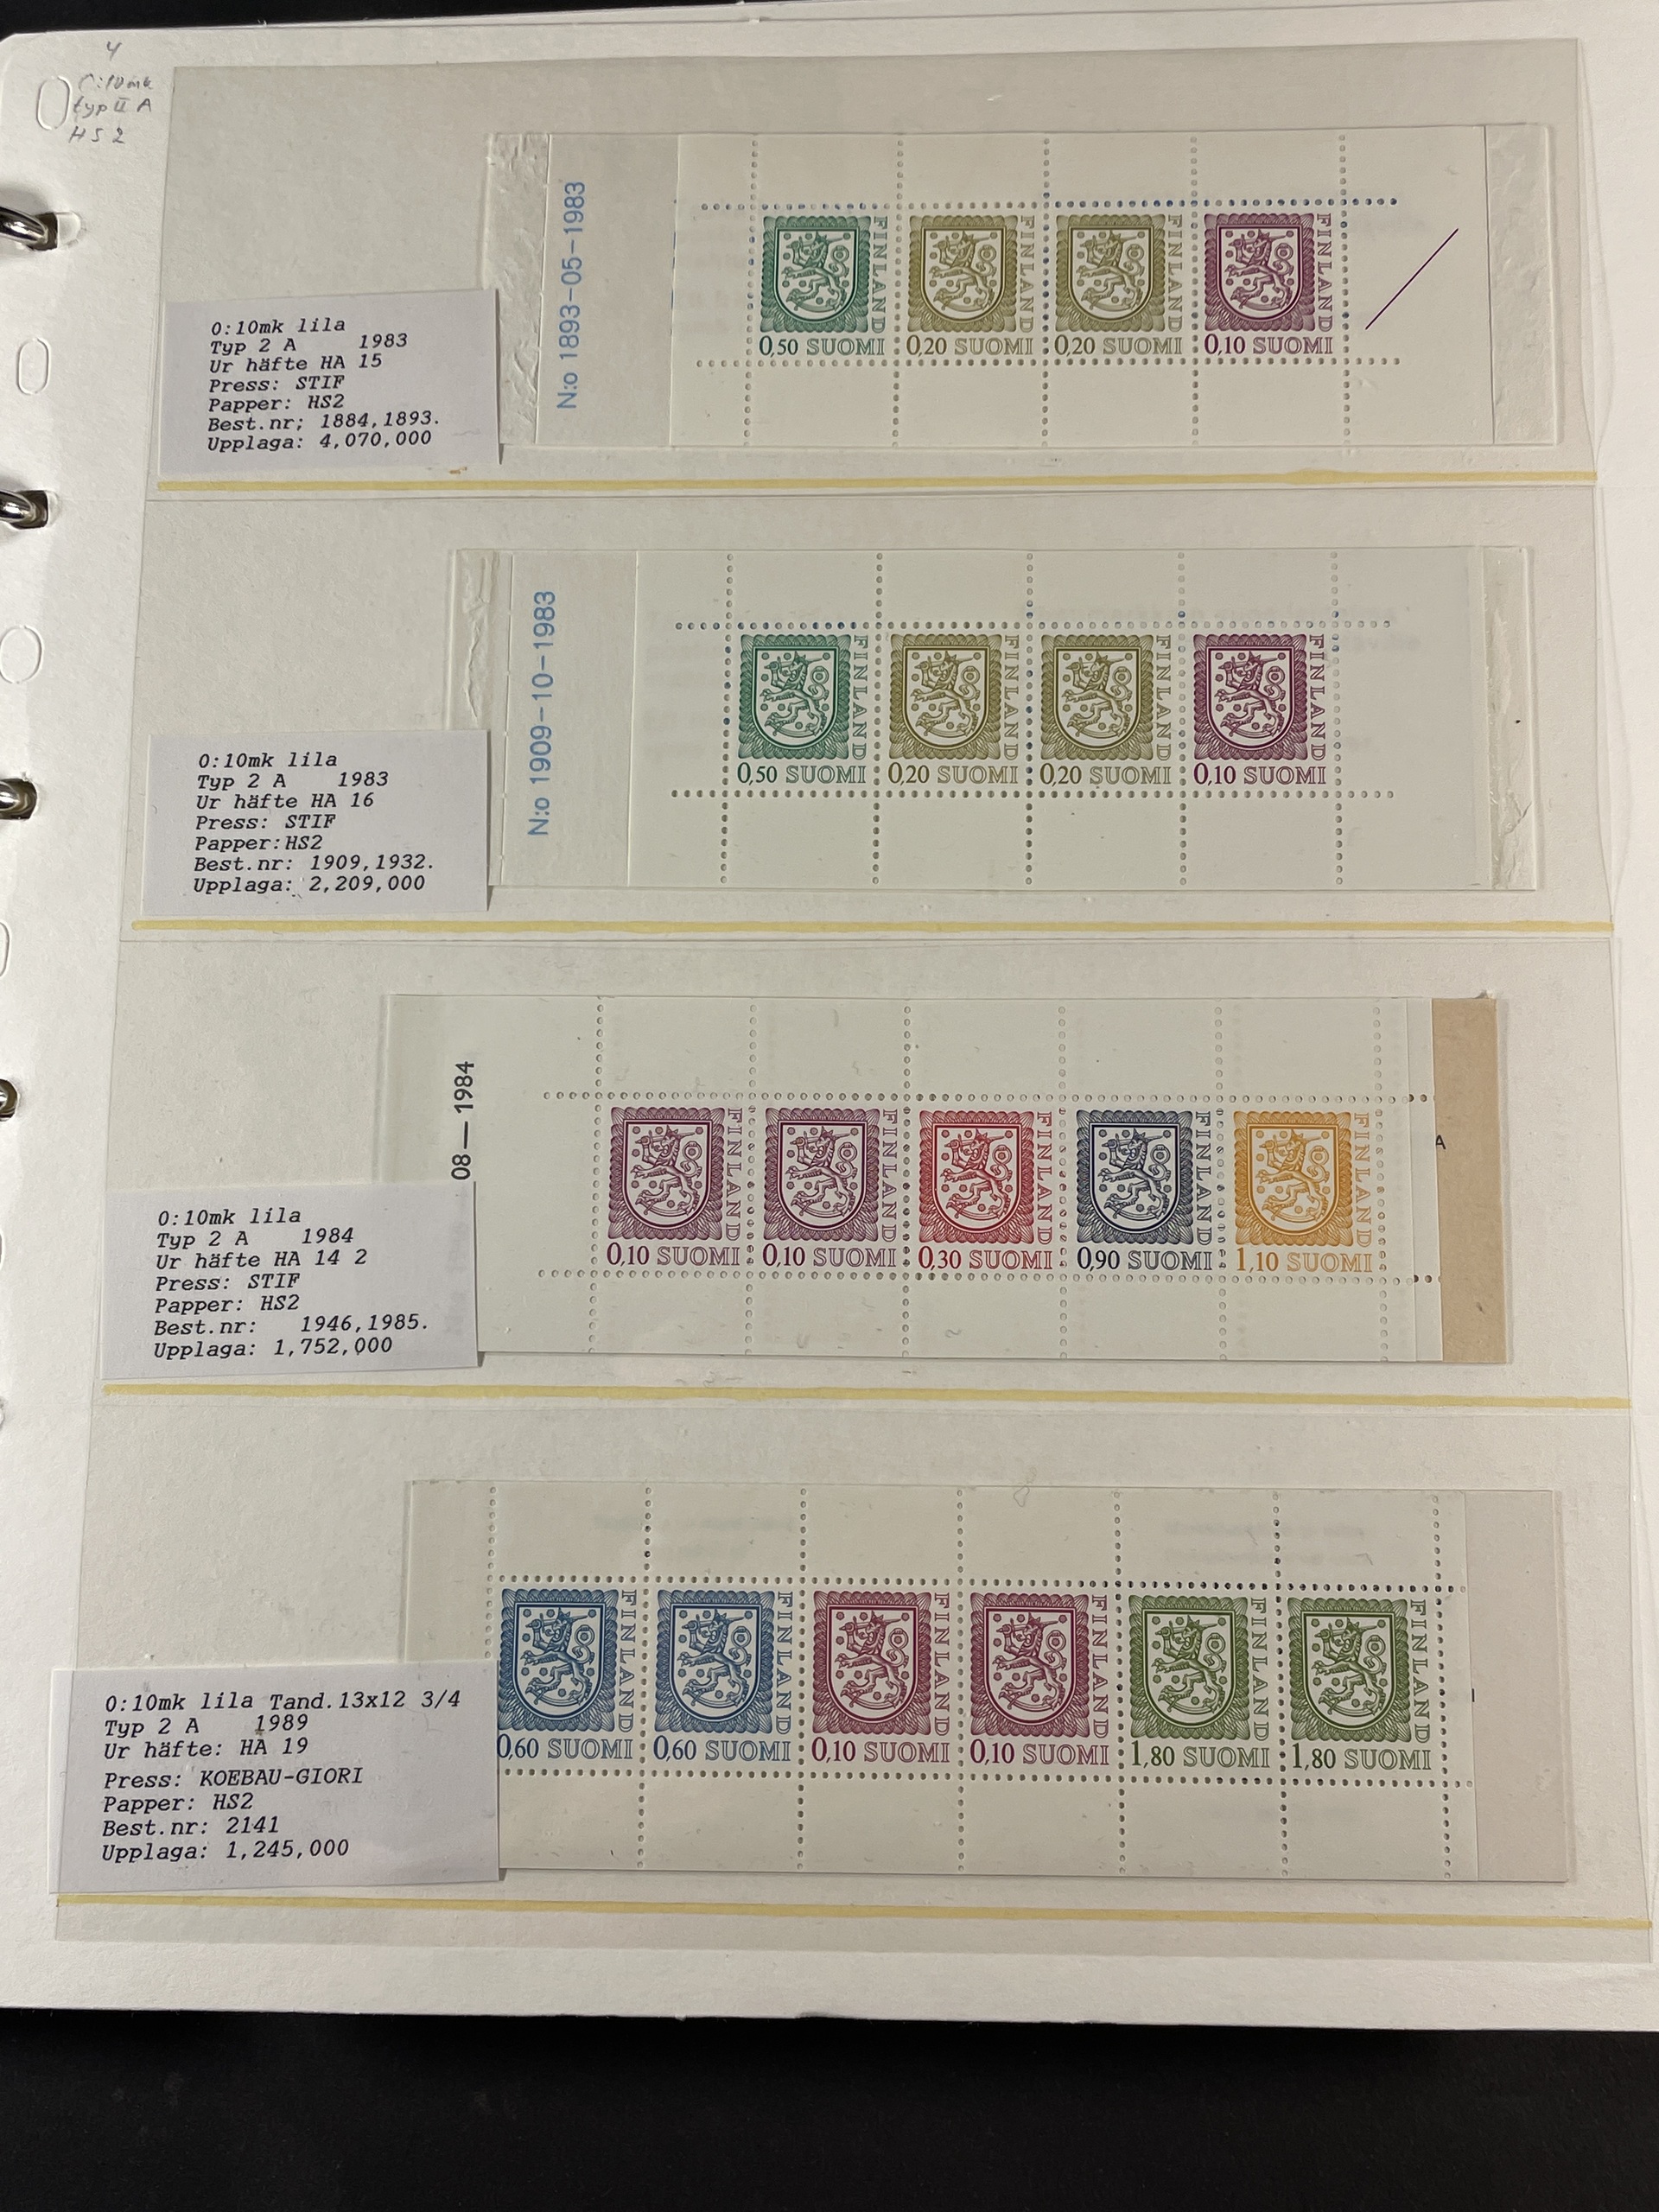 4
0:10mk
typ II A
HS 2
0:10mk lila
Typ 2 A 1983
Ur häfte HA 15
Press: STIF
Papper: HS2
Best.nr; 1884,1893.
Upplaga: 4,070,000
N:o 1893-05-1983
FINLAND FINLAND FINLAND FINLAND
0,50 SUOMI 0,20 SUOMI 0,20 SUOMI 0,10 SUOMI
0:10mk lila
Typ 2 A 1983
Ur häfte HA 16
Press: STIF
Papper:HS2
Best.nr: 1909,1932.
Upplaga: 2,209,000
N:o 1909-10-1983
FINLAND FINLAND FINLAND FINLAND
0,50 SUOMI 0,20 SUOMI 0,20 SUOMI 0,10 SUOMI
0:10mk lila
Typ 2 A 1984
Ur häfte HA 14 2
Press: STIF
Papper: HS2
Best.nr: 1946,1985.
Upplaga: 1,752,000
08—1984
FINLAND FINLAND FINLAND FINLAND FINLAND
0,10 SUOMI 0,10 SUOMI 0,30 SUOMI 0,90 SUOMI 1,10 SUOMI
A
0:10mk lila Tand.13x12 3/4
Typ 2 A 1989
Ur häfte: HA 19
Press: KOEBAU-GIORI
Papper: HS2
Best.nr: 2141
Upplaga: 1,245,000
FINLAND FINLAND FINLAND FINLAND FINLAND FINLAND
0,60 SUOMI 0,60 SUOMI 0,10 SUOMI 0,10 SUOMI 1,80 SUOMI 1,80 SUOMI